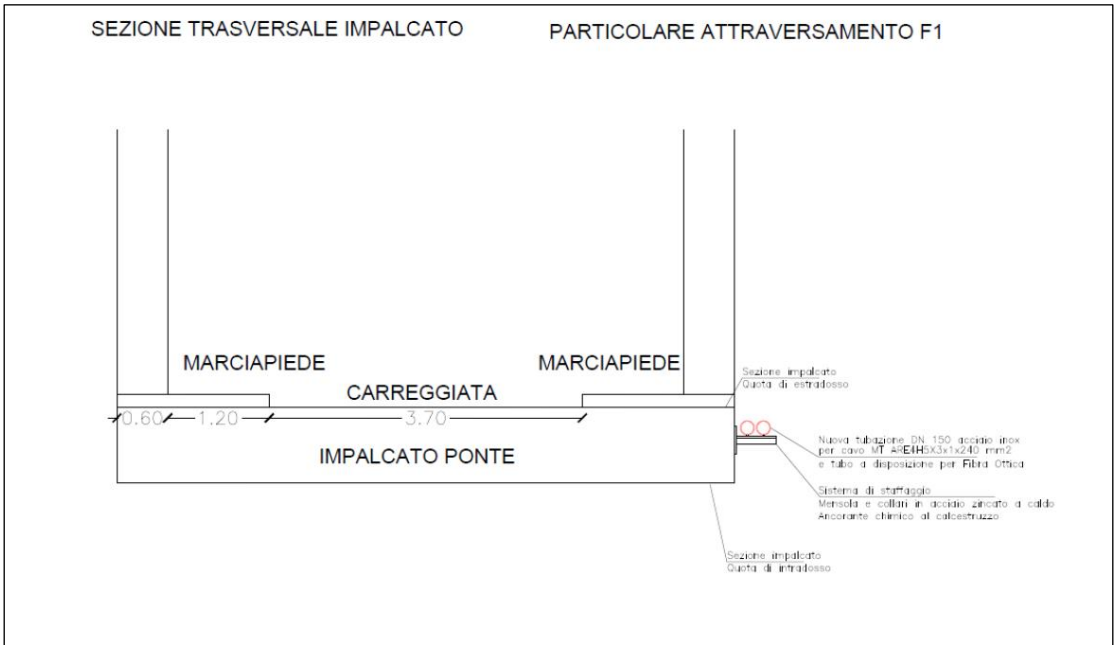 SEZIONE TRASVERSALE IMPALCATO
PARTICOLARE ATTRAVERSAMENTO F1
MARCIAPIEDE
MARCIAPIEDE
CARREGGIATA
0.60
1.20
3.70
IMPALCATO PONTE
Sezione impalcato
Quota di estradosso
Nuova tubazione DN 150 acciaio inox
per cavo MT ARE4H5X3x1x240 mm2
e tubo a disposizione per Fibra Ottica
Sistema di staffaggio
Mensola e collari in acciaio zincato a caldo
Ancorante chimico al calcestruzzo
Sezione impalcato
Quota di intradosso